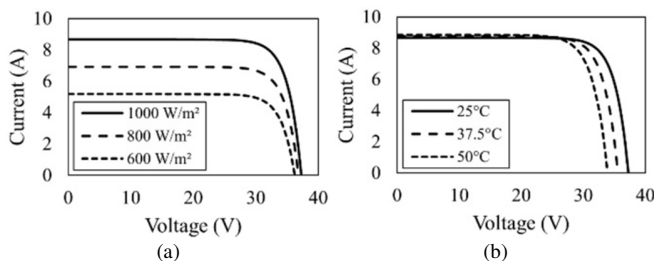 10
8
6
4
2
0
Current (A)
1000 W/m²
800 W/m²
600 W/m²
0 10 20 30 40
Voltage (V)
(a)
10
8
6
4
2
0
Current (A)
25°C
37.5°C
50°C
0 10 20 30 40
Voltage (V)
(b)